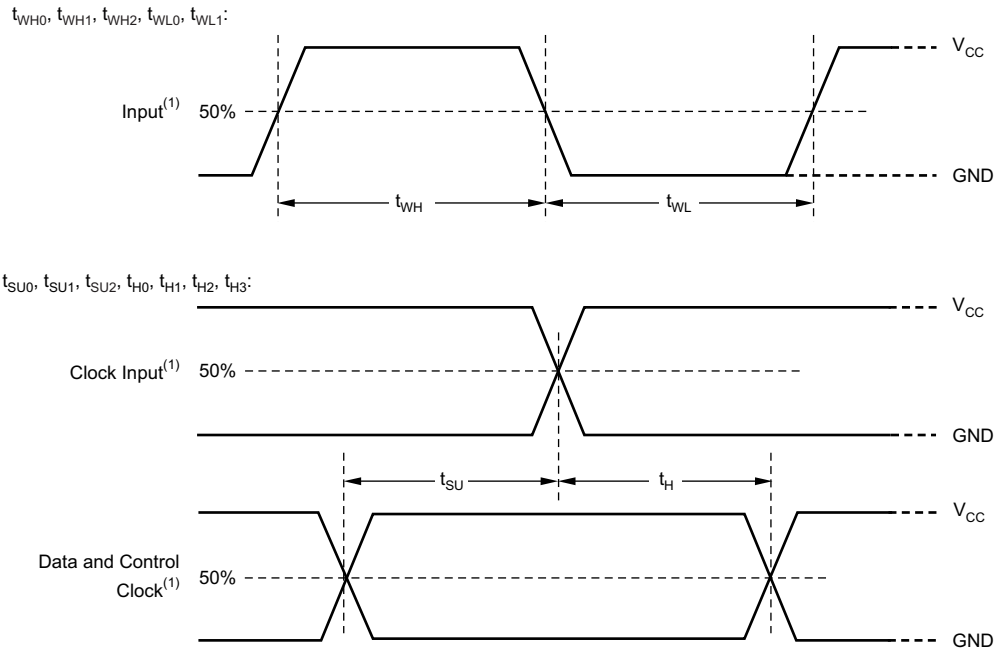 tWH0, tWH1, tWH2, tWL0, tWL1:
VCC
Input(1) 50%
GND
tWH tWL
tSU0, tSU1, tSU2, tH0, tH1, tH2, tH3:
VCC
Clock Input(1) 50%
GND
tSU tH
VCC
Data and Control
Clock(1) 50%
GND